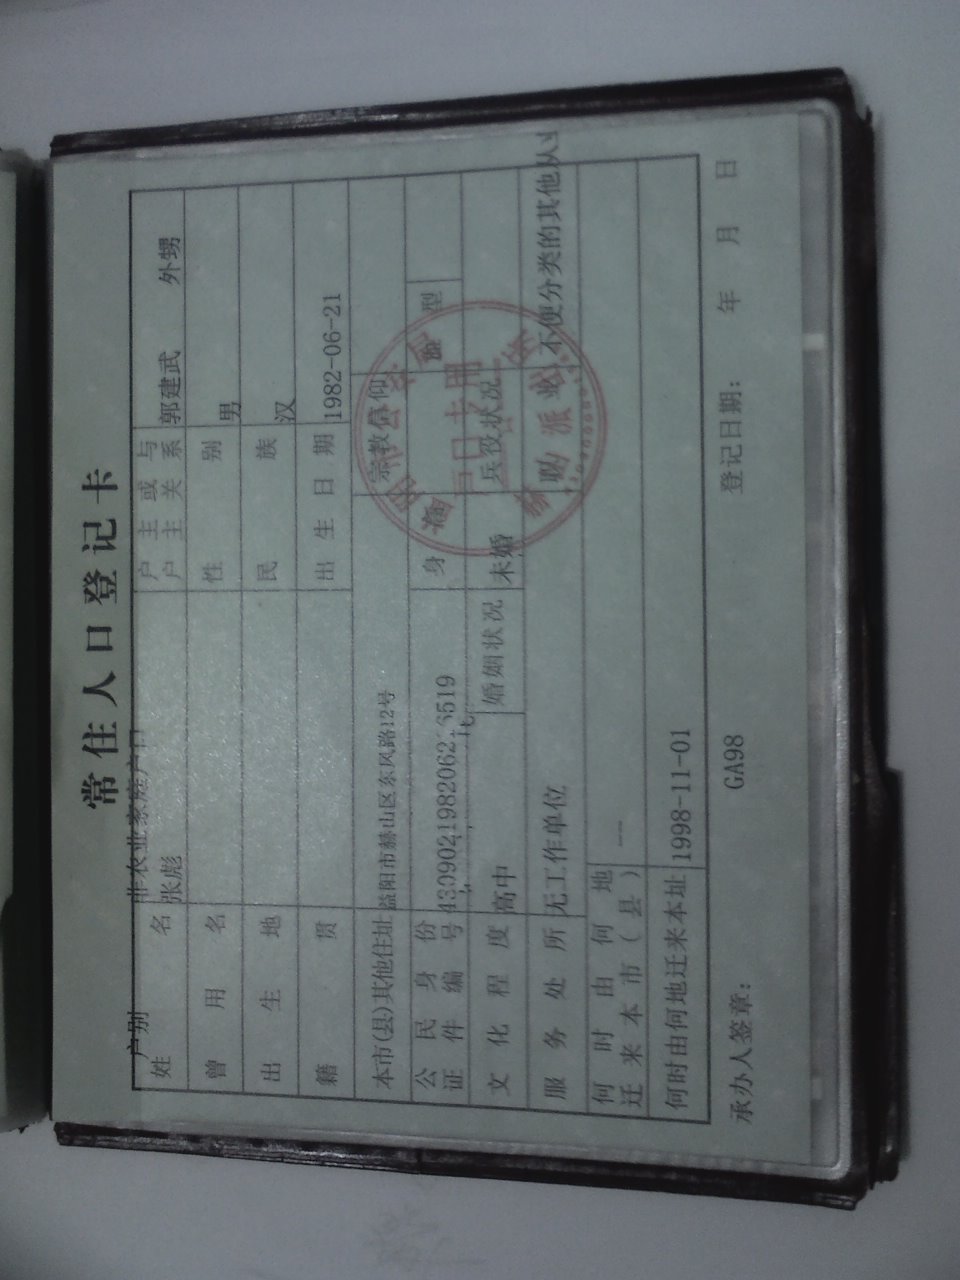 常住人口登记卡
户别 非农业家庭户口
姓名 张彪 户主或与户主关系 郭建武 外甥
曾用名 性别 男
出生地 民族 汉
籍贯 出生日期 1982-06-21
本市(县)其他住址 益阳市赫山区东风路12号 宗教信仰
公民身份证件编号 身 型
文化程度 高中 婚姻状况 未婚 兵役状况
服务处所 无工作单位 不便分类的其他从业
何时由何地迁来本市(县) ——
何时由何地迁来本址 1998-11-01
承办人签章: GA98 登记日期: 年 月 日
户口专用